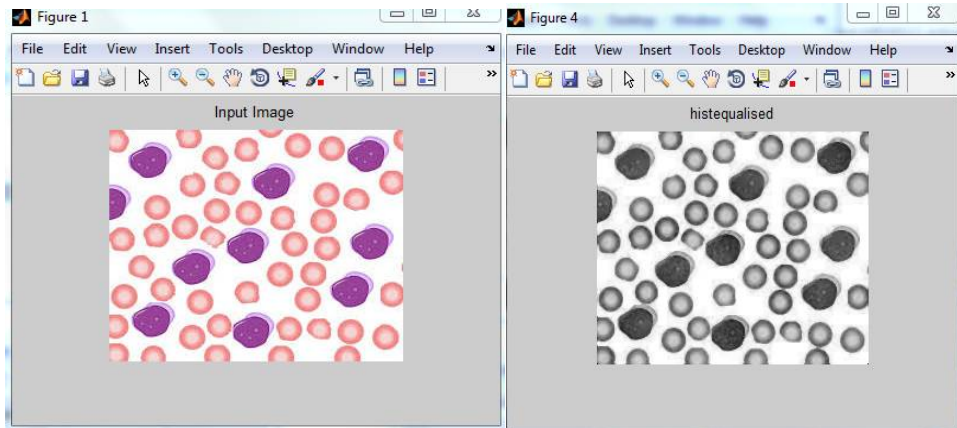 Figure 1
File Edit View Insert Tools Desktop Window Help
Input Image
Figure 4
File Edit View Insert Tools Desktop Window Help
histequalised